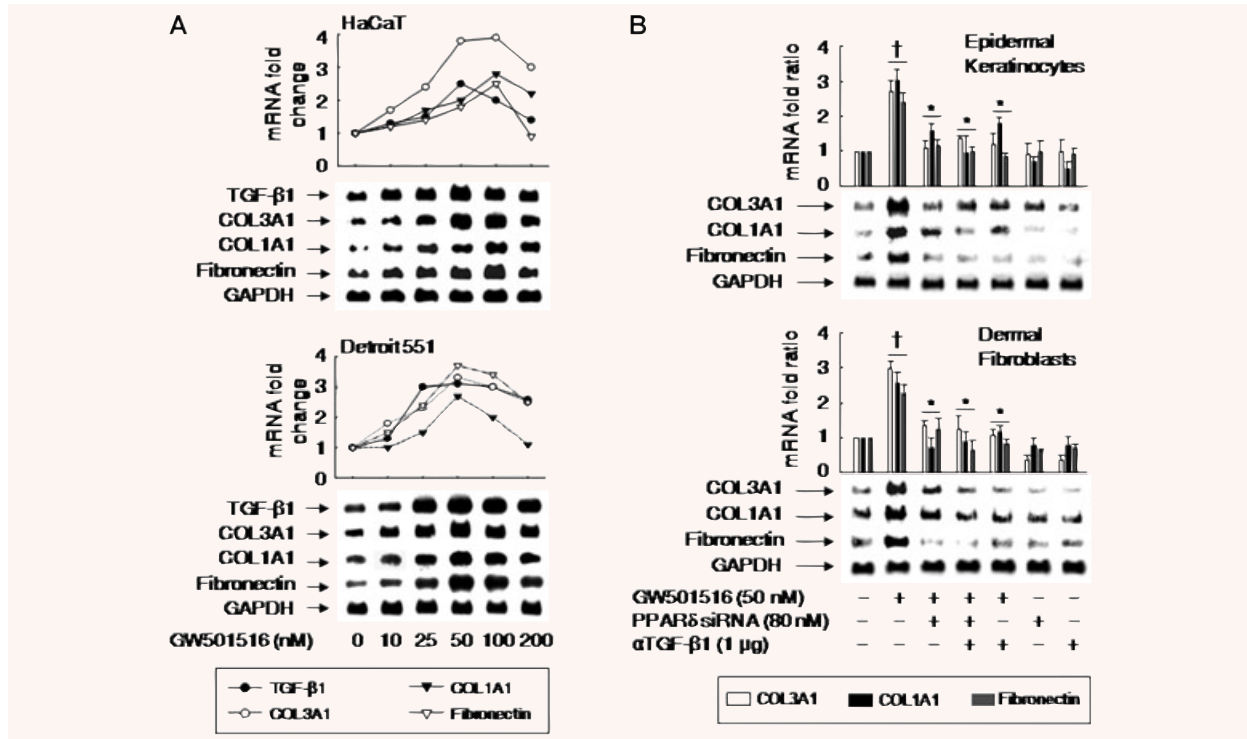 A
HaCaT
mRNA fold
change
4
3
2
1
0
TGF-β1
COL3A1
COL1A1
Fibronectin
GAPDH
Detroit 551
mRNA fold
change
4
3
2
1
0
TGF-β1
COL3A1
COL1A1
Fibronectin
GAPDH
GW501516 (nM) 0 10 25 50 100 200
TGF-β1
COL1A1
COL3A1
Fibronectin
B
Epidermal
Keratinocytes
mRNA fold ratio
4
3
2
1
0
†
* * *
COL3A1
COL1A1
Fibronectin
GAPDH
Dermal
Fibroblasts
mRNA fold ratio
4
3
2
1
0
†
* * *
COL3A1
COL1A1
Fibronectin
GAPDH
GW501516 (50 nM) − + + + + − −
PPARδ siRNA (80 nM) − − + + − + −
αTGF-β1 (1 μg) − − − + + − +
COL3A1
COL1A1
Fibronectin